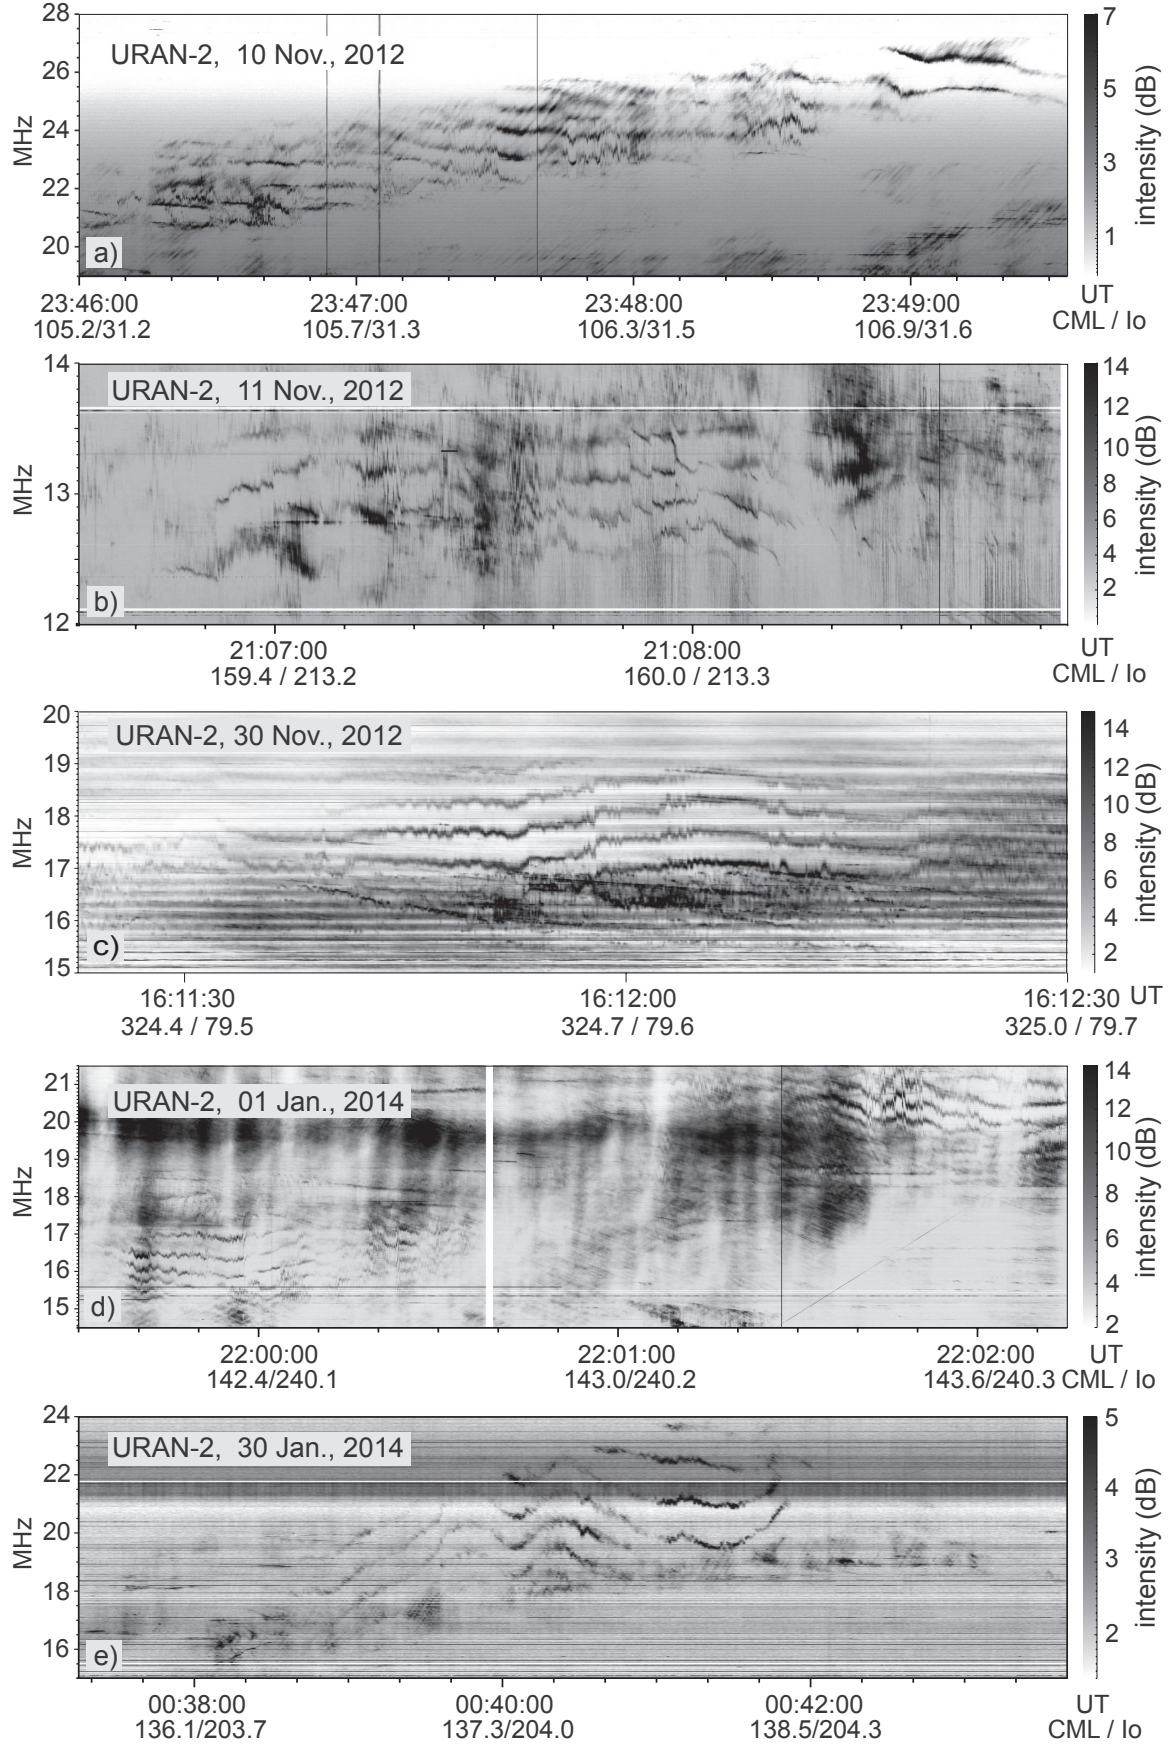 28
26
24
22
20
MHz
URAN-2, 10 Nov., 2012
a)
7
5
3
1
intensity (dB)
23:46:00 23:47:00 23:48:00 23:49:00 UT
105.2/31.2 105.7/31.3 106.3/31.5 106.9/31.6 CML / Io
14
13
12
MHz
URAN-2, 11 Nov., 2012
b)
14
12
10
8
6
4
2
intensity (dB)
21:07:00 21:08:00 UT
159.4 / 213.2 160.0 / 213.3 CML / Io
20
19
18
17
16
15
MHz
URAN-2, 30 Nov., 2012
c)
14
12
10
8
6
4
2
intensity (dB)
16:11:30 16:12:00 16:12:30 UT
324.4 / 79.5 324.7 / 79.6 325.0 / 79.7
21
20
19
18
17
16
15
MHz
URAN-2, 01 Jan., 2014
d)
14
12
10
8
6
4
2
intensity (dB)
22:00:00 22:01:00 22:02:00 UT
142.4/240.1 143.0/240.2 143.6/240.3 CML / Io
24
22
20
18
16
MHz
URAN-2, 30 Jan., 2014
e)
5
4
3
2
intensity (dB)
00:38:00 00:40:00 00:42:00 UT
136.1/203.7 137.3/204.0 138.5/204.3 CML / Io